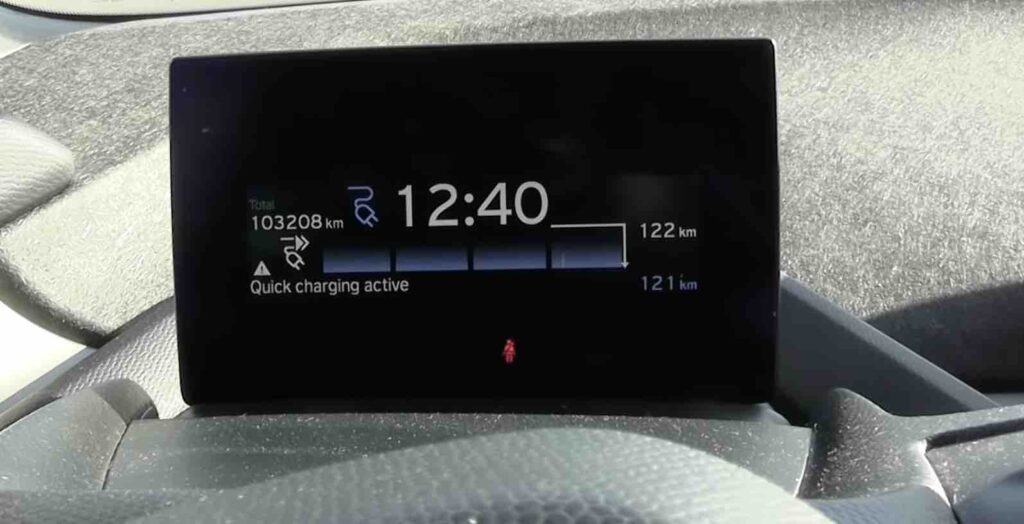 Total
103208 km
12:40
122 km
Quick charging active
121 km